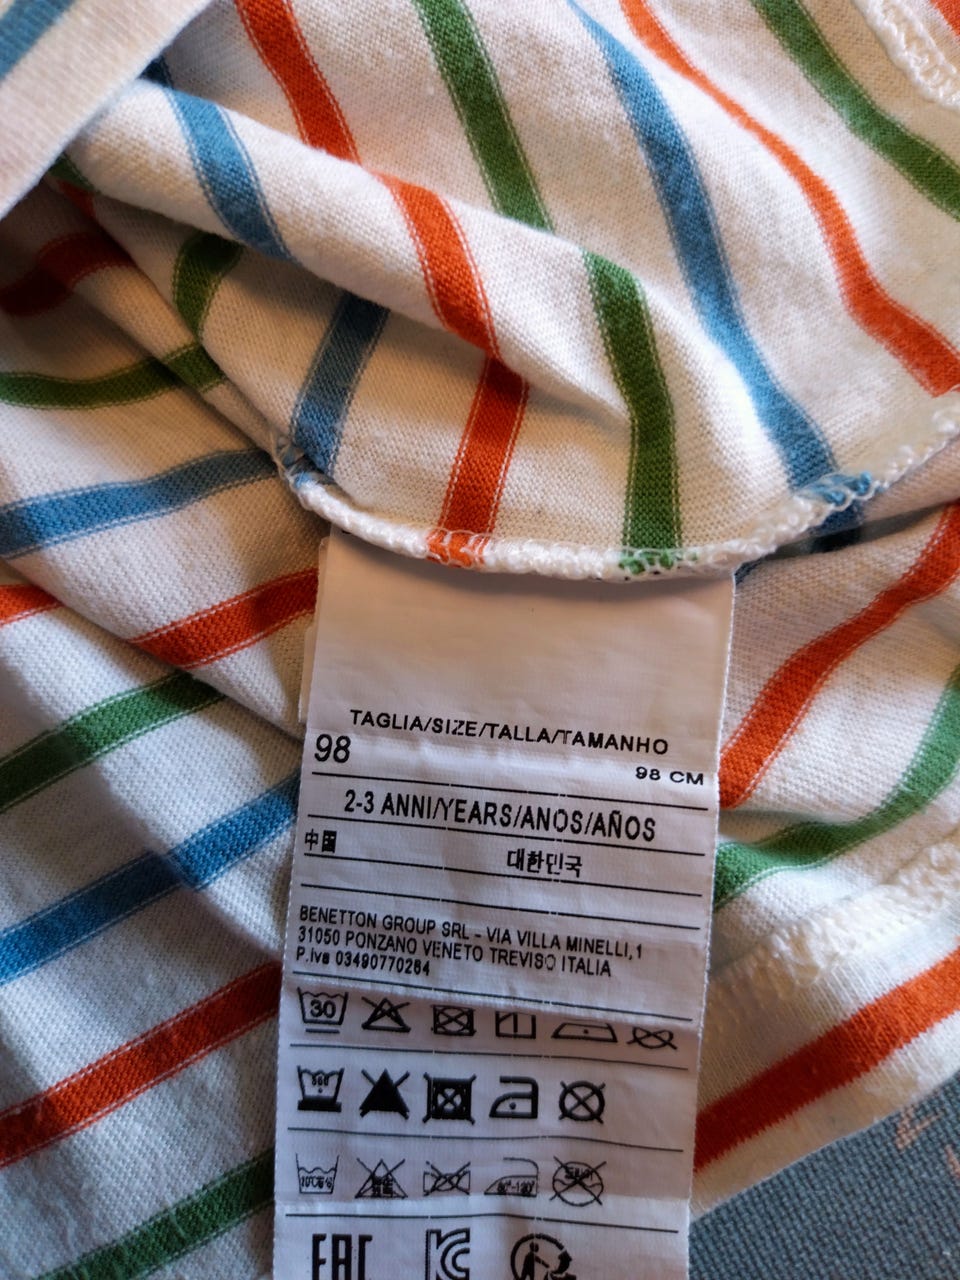 TAGLIA/SIZE/TALLA/TAMANHO
98
98 CM
2-3 ANNI/YEARS/ANOS/AÑOS
中国
대한민국
BENETTON GROUP SRL - VIA VILLA MINELLI,1
31050 PONZANO VENETO TREVISO ITALIA
P.Iva 03490770264
30
EAC
KC